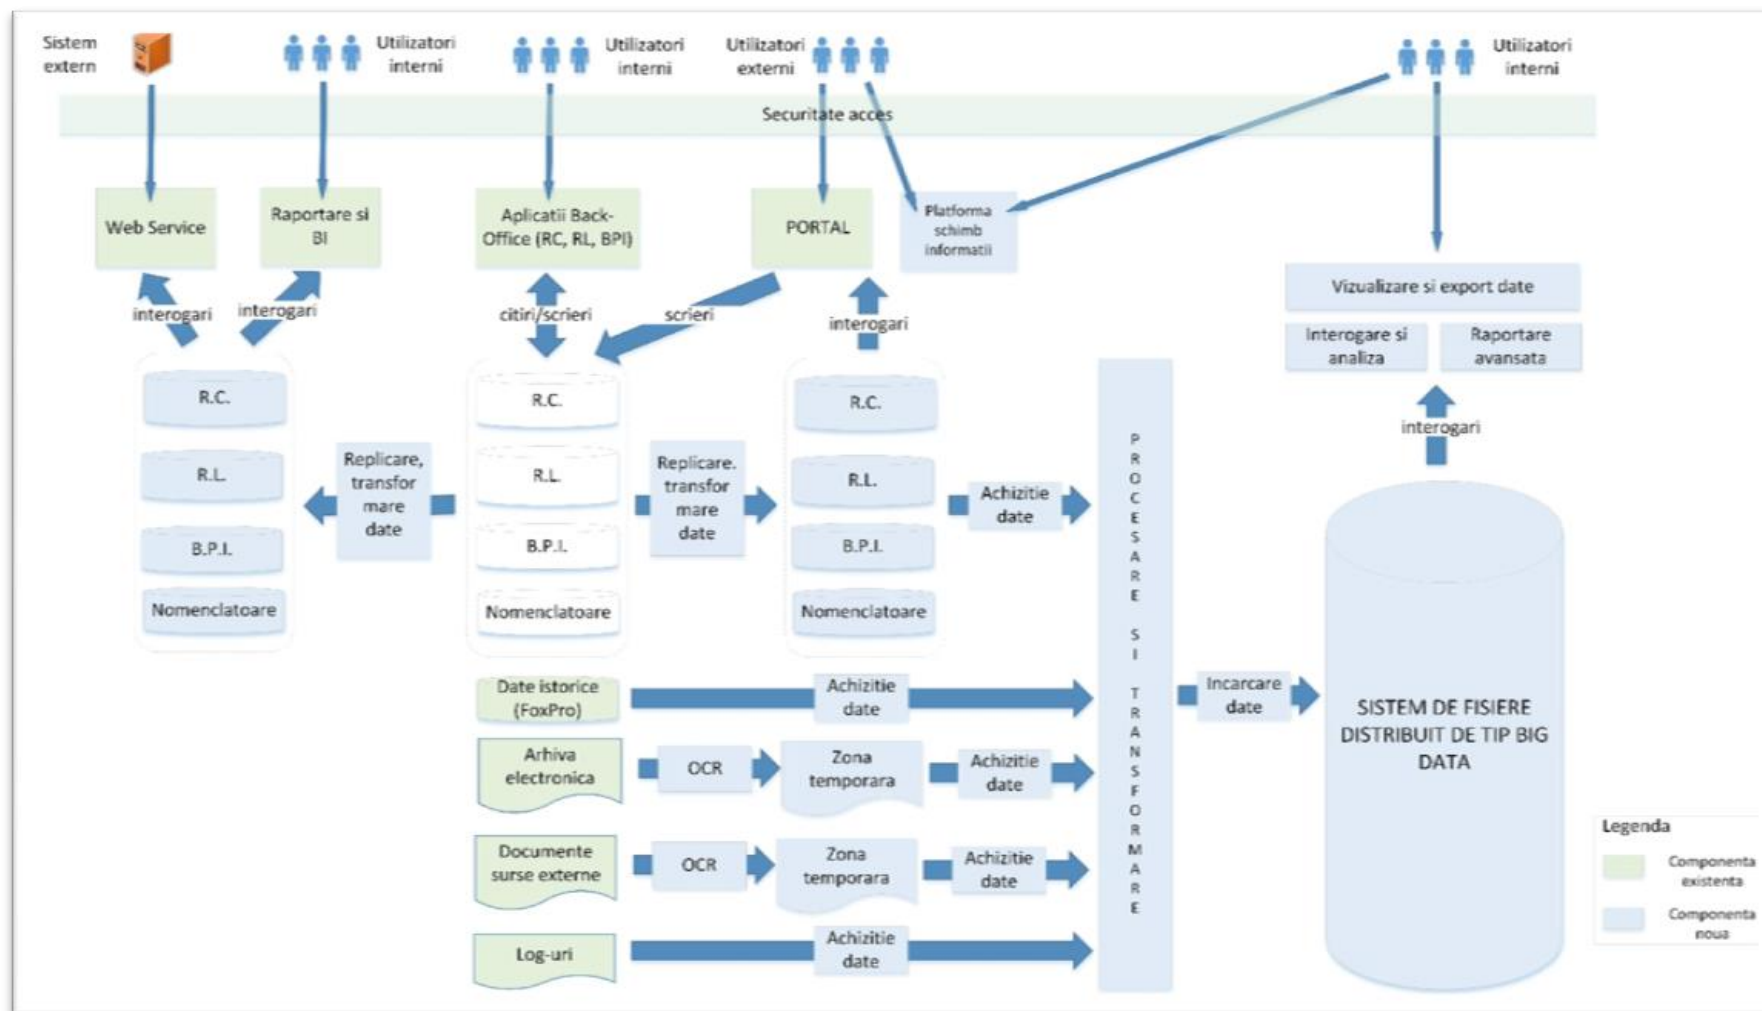 Sistem
extern
Utilizatori
interni
Utilizatori
interni
Utilizatori
externi
Utilizatori
interni
Securitate acces
Web Service
Raportare si
BI
Aplicatii Back-
Office (RC, RL, BPI)
PORTAL
Platforma
schimb
informatii
interogari
interogari
citiri/scrieri
scrieri
interogari
Vizualizare si export date
Interogare si
analiza
Raportare
avansata
interogari
R.C.
R.L.
B.P.I.
Nomenclatoare
Replicare,
transfor
mare
date
R.C.
R.L.
B.P.I.
Nomenclatoare
Replicare.
transfor
mare
date
R.C.
R.L.
B.P.I.
Nomenclatoare
Achizitie
date
Date istorice
(FoxPro)
Achizitie
date
Arhiva
electronica
OCR
Zona
temporara
Achizitie
date
Documente
surse externe
OCR
Zona
temporara
Achizitie
date
Log-uri
Achizitie
date
PROCESARE SI TRANSFORMARE
Incarcare
date
SISTEM DE FISIERE
DISTRIBUIT DE TIP BIG
DATA
Legenda
Componenta
existenta
Componenta
noua